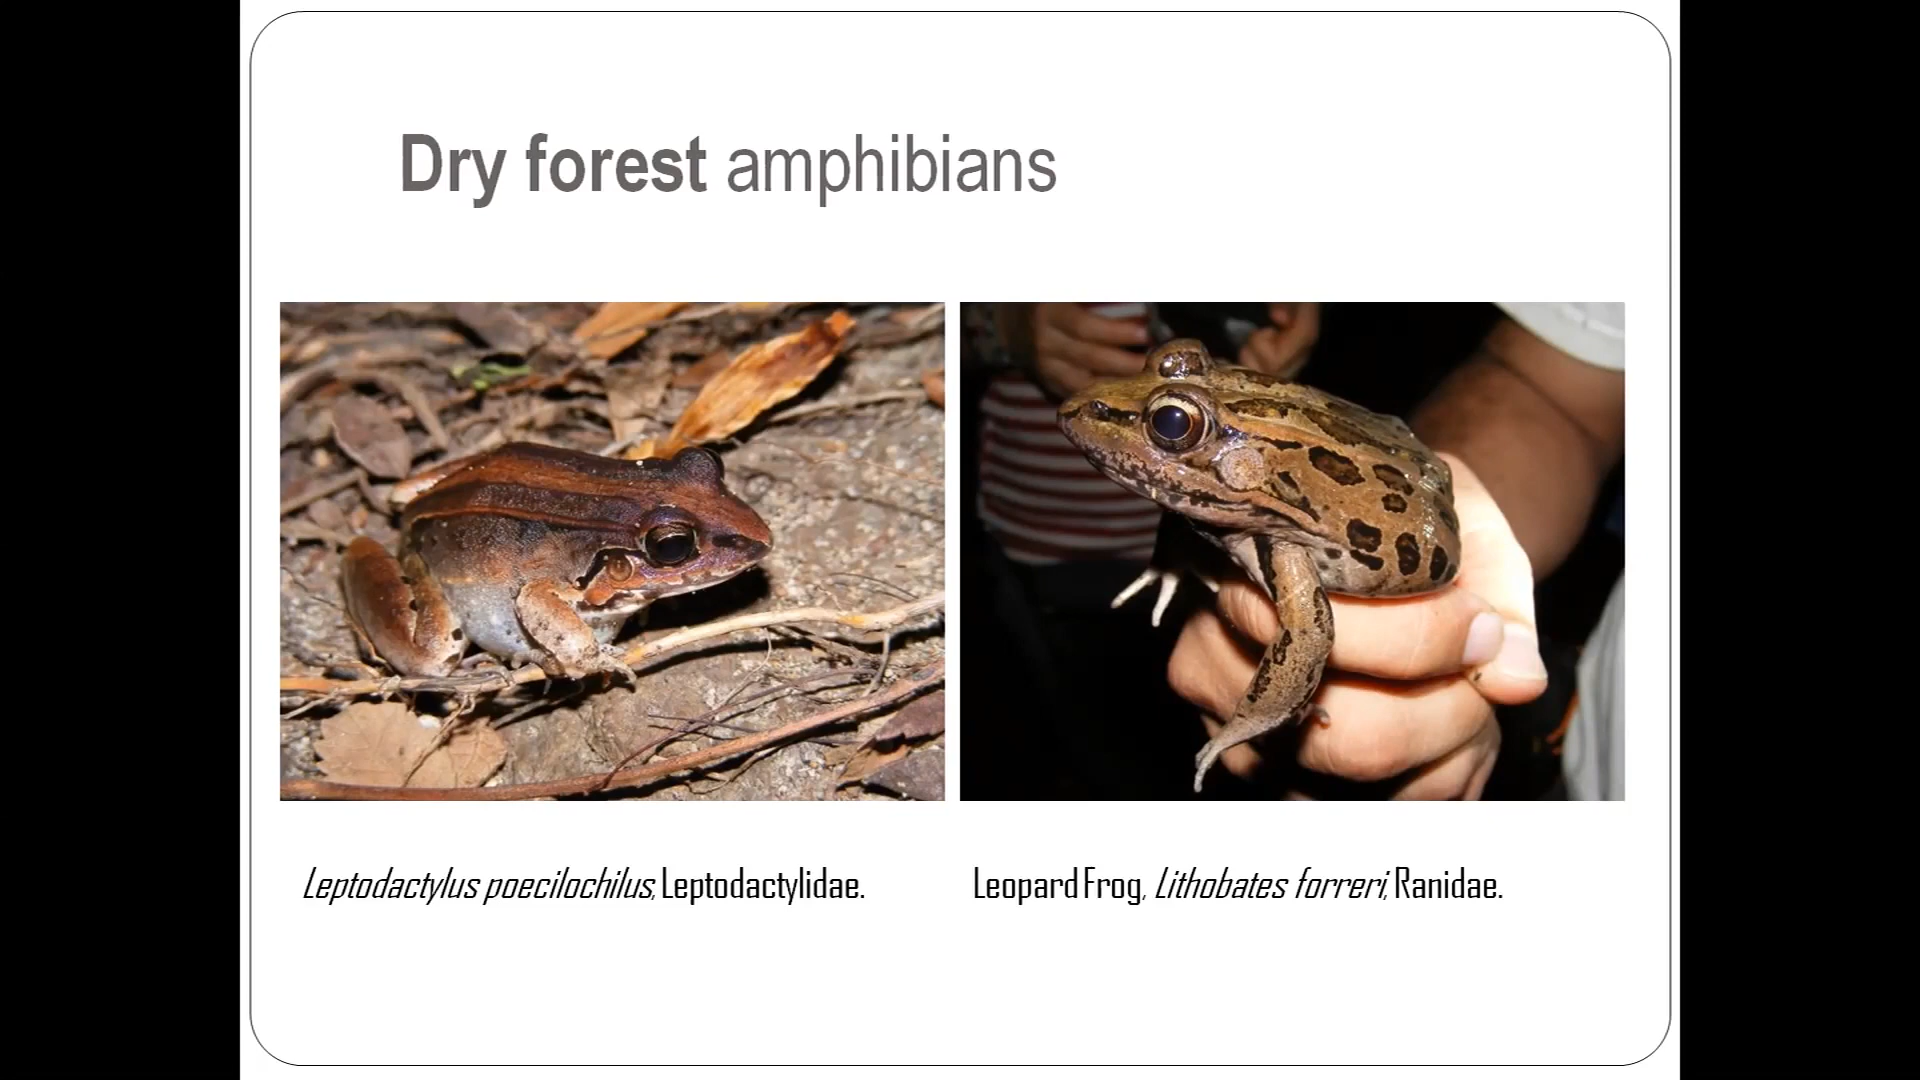 Dry forest amphibians
Leptodactylus poecilochilus, Leptodactylidae.
Leopard Frog, Lithobates forreri, Ranidae.